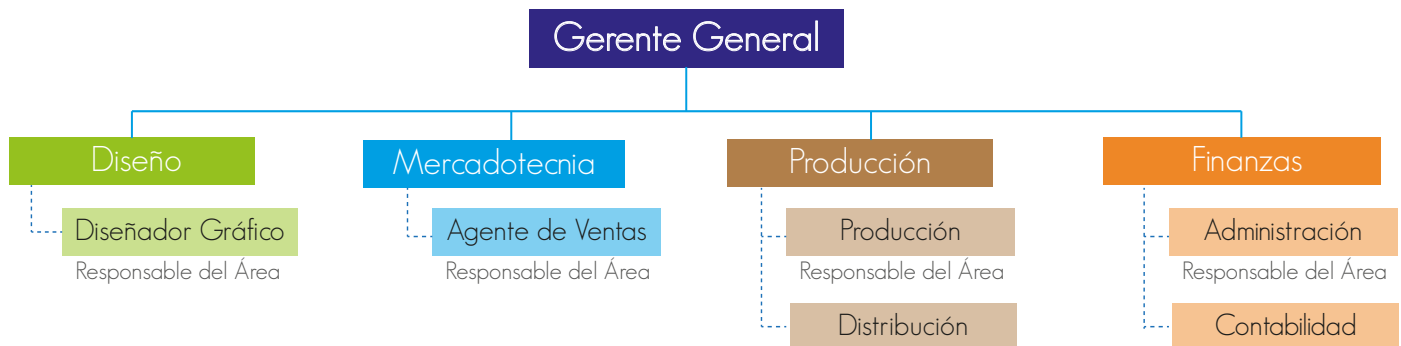 Gerente General
Diseño
Mercadotecnia
Producción
Finanzas
Diseñador Gráfico
Responsable del Área
Agente de Ventas
Responsable del Área
Producción
Responsable del Área
Distribución
Administración
Responsable del Área
Contabilidad